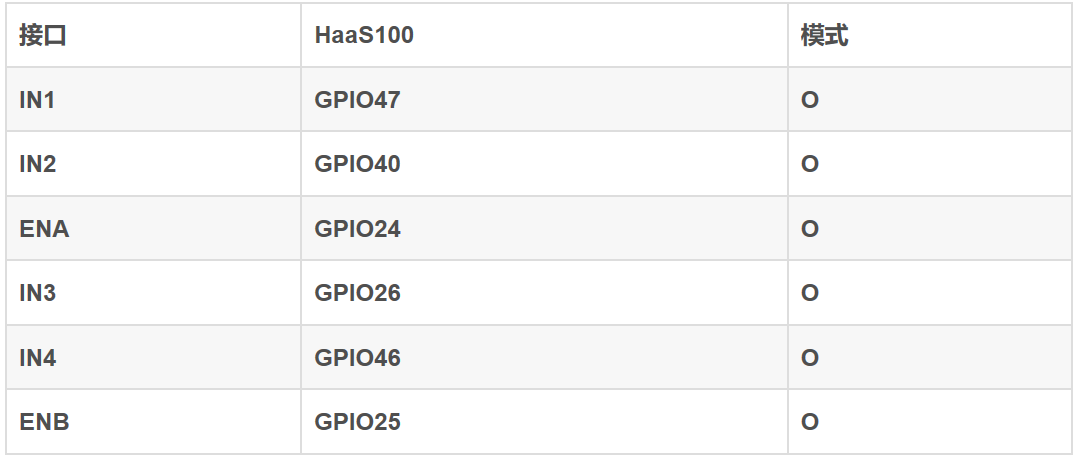 接口 HaaS100 模式
IN1 GPIO47 O
IN2 GPIO40 O
ENA GPIO24 O
IN3 GPIO26 O
IN4 GPIO46 O
ENB GPIO25 O